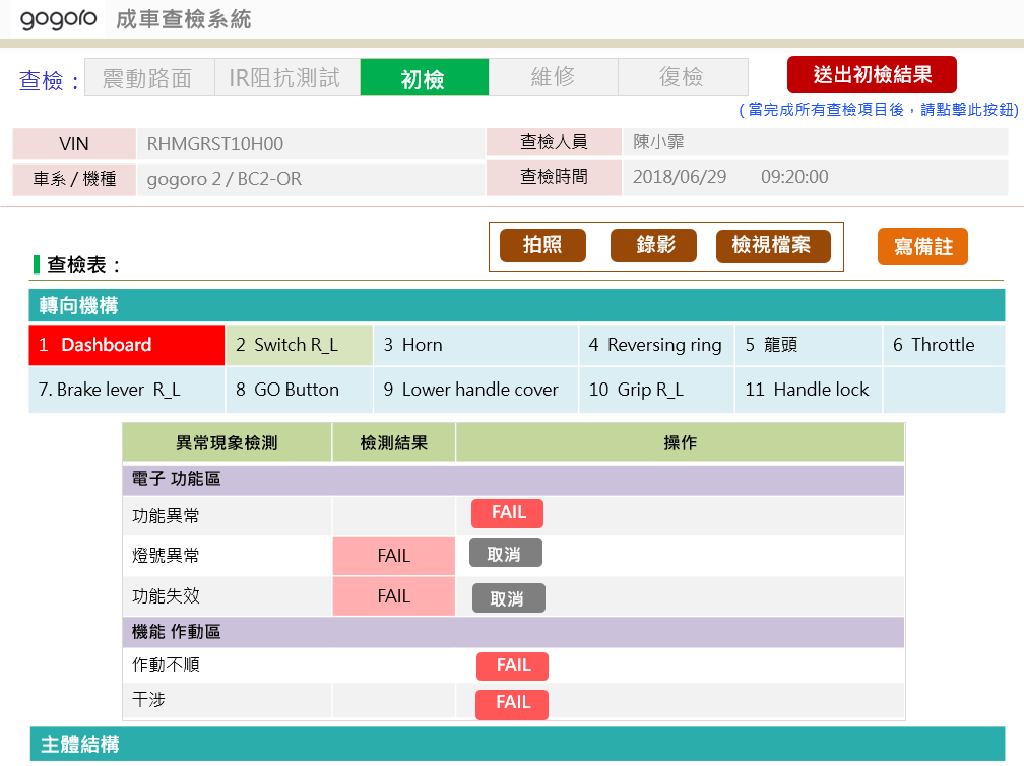 gogoro 成車查檢系統
查檢： 震動路面 IR阻抗測試 初檢 維修 復檢 送出初檢結果
(當完成所有查檢項目後，請點擊此按鈕)
VIN RHMGRST10H00 查檢人員 陳小霏
車系 / 機種 gogoro 2 / BC2-OR 查檢時間 2018/06/29 09:20:00
查檢表： 拍照 錄影 檢視檔案 寫備註
轉向機構
1 Dashboard 2 Switch R_L 3 Horn 4 Reversing ring 5 龍頭 6 Throttle
7. Brake lever R_L 8 GO Button 9 Lower handle cover 10 Grip R_L 11 Handle lock
異常現象檢測 檢測結果 操作
電子 功能區
功能異常 FAIL
燈號異常 FAIL 取消
功能失效 FAIL 取消
機能 作動區
作動不順 FAIL
干涉 FAIL
主體結構